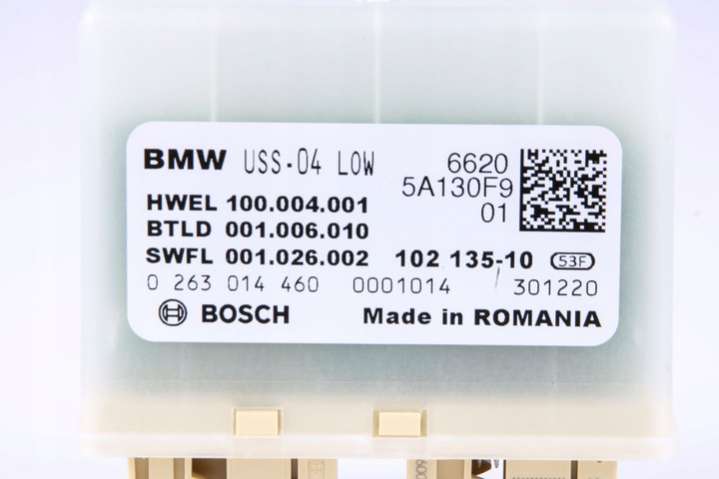 BMW USS-04 LOW
6620
5A130F9
01
HWEL 100.004.001
BTLD 001.006.010
SWFL 001.026.002 102 135-10 53F
0 263 014 460 0001014 301220
BOSCH Made in ROMANIA